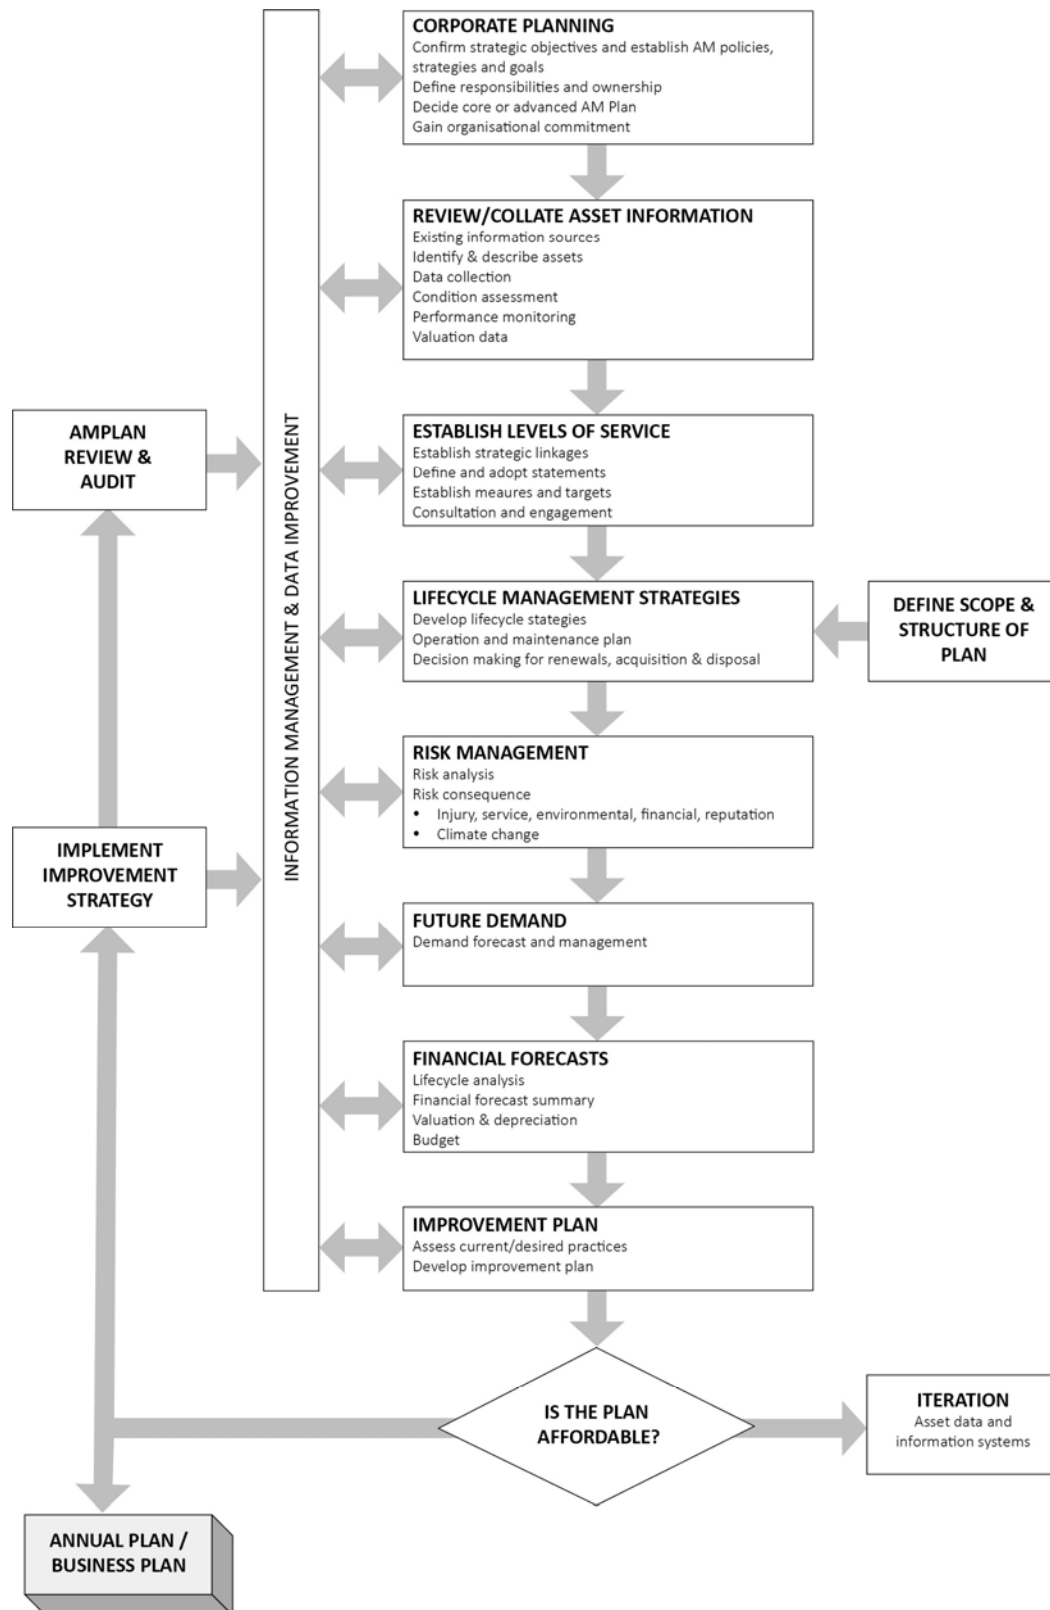 CORPORATE PLANNING
Confirm strategic objectives and establish AM policies,
strategies and goals
Define responsibilities and ownership
Decide core or advanced AM Plan
Gain organisational commitment
REVIEW/COLLATE ASSET INFORMATION
Existing information sources
Identify & describe assets
Data collection
Condition assessment
Performance monitoring
Valuation data
AMPLAN
REVIEW &
AUDIT
INFORMATION MANAGEMENT & DATA IMPROVEMENT
ESTABLISH LEVELS OF SERVICE
Establish strategic linkages
Define and adopt statements
Establish meaures and targets
Consultation and engagement
LIFECYCLE MANAGEMENT STRATEGIES
Develop lifecycle stategies
Operation and maintenance plan
Decision making for renewals, acquisition & disposal
DEFINE SCOPE &
STRUCTURE OF
PLAN
RISK MANAGEMENT
Risk analysis
Risk consequence
• Injury, service, environmental, financial, reputation
• Climate change
IMPLEMENT
IMPROVEMENT
STRATEGY
FUTURE DEMAND
Demand forecast and management
FINANCIAL FORECASTS
Lifecycle analysis
Financial forecast summary
Valuation & depreciation
Budget
IMPROVEMENT PLAN
Assess current/desired practices
Develop improvement plan
IS THE PLAN
AFFORDABLE?
ITERATION
Asset data and
information systems
ANNUAL PLAN /
BUSINESS PLAN